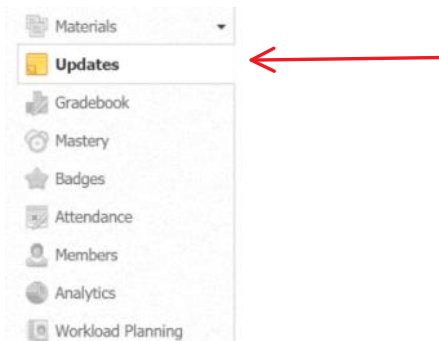 Materials
Updates
Gradebook
Mastery
Badges
Attendance
Members
Analytics
Workload Planning